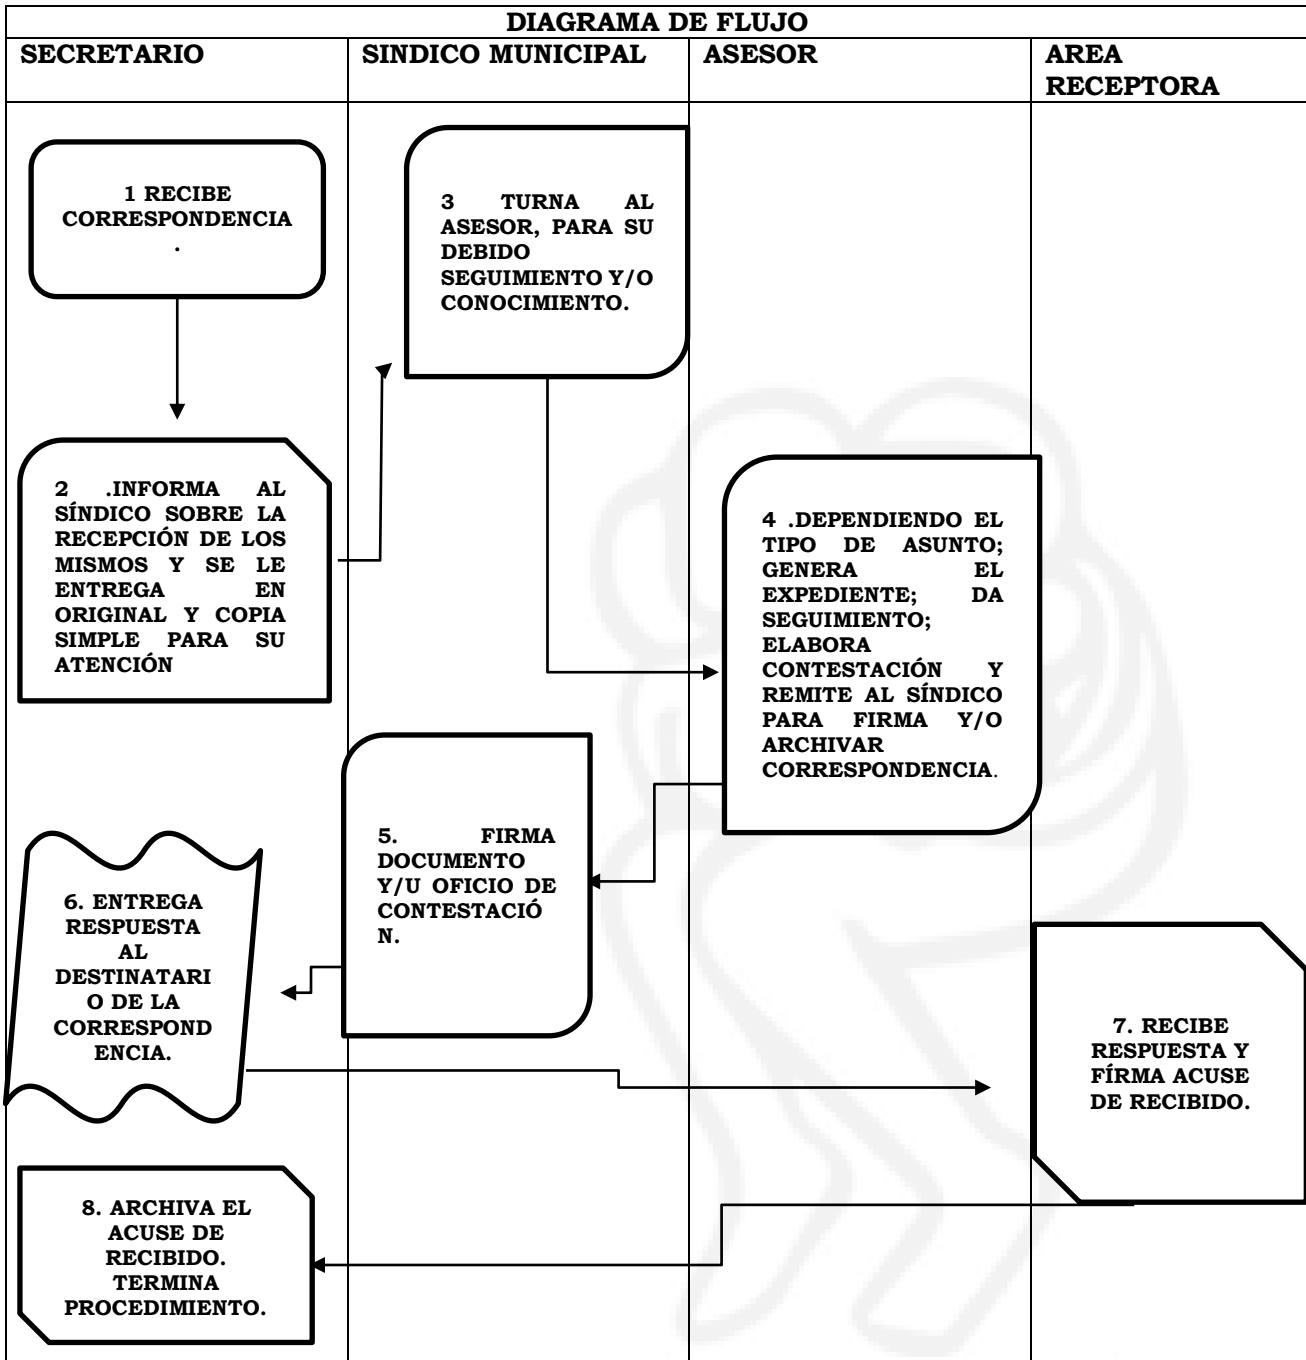 DIAGRAMA DE FLUJO
SECRETARIO
SINDICO MUNICIPAL
ASESOR
AREA
RECEPTORA
1 RECIBE
CORRESPONDENCIA
.
2 .INFORMA AL
SÍNDICO SOBRE LA
RECEPCIÓN DE LOS
MISMOS Y SE LE
ENTREGA EN
ORIGINAL Y COPIA
SIMPLE PARA SU
ATENCIÓN
3 TURNA AL
ASESOR, PARA SU
DEBIDO
SEGUIMIENTO Y/O
CONOCIMIENTO.
4 .DEPENDIENDO EL
TIPO DE ASUNTO;
GENERA EL
EXPEDIENTE; DA
SEGUIMIENTO;
ELABORA
CONTESTACIÓN Y
REMITE AL SÍNDICO
PARA FIRMA Y/O
ARCHIVAR
CORRESPONDENCIA.
5. FIRMA
DOCUMENTO
Y/U OFICIO DE
CONTESTACIÓ
N.
6. ENTREGA
RESPUESTA
AL
DESTINATARI
O DE LA
CORRESPOND
ENCIA.
7. RECIBE
RESPUESTA Y
FÍRMA ACUSE
DE RECIBIDO.
8. ARCHIVA EL
ACUSE DE
RECIBIDO.
TERMINA
PROCEDIMIENTO.